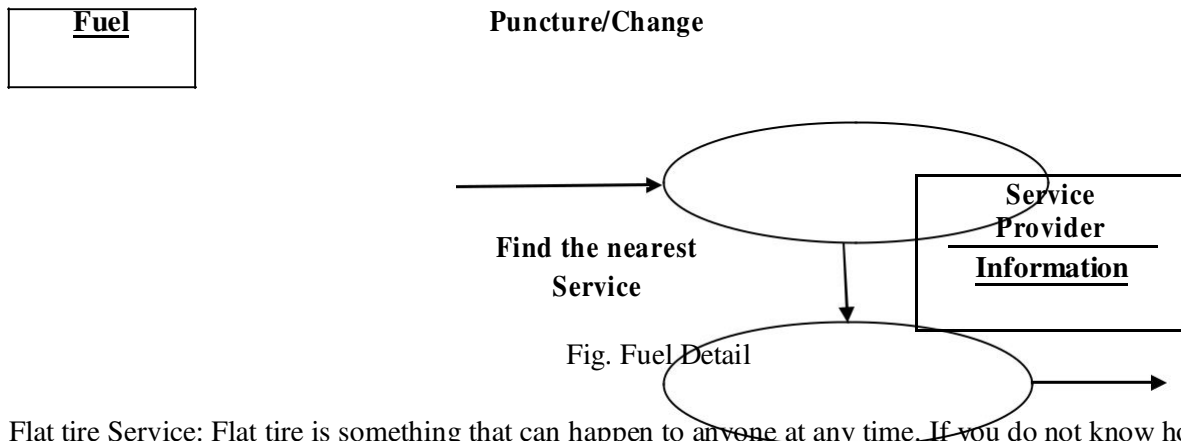 Fuel
Puncture/Change
Service
Provider
Information
Find the nearest
Service
Fig. Fuel Detail
Flat tire Service: Flat tire is something that can happen to anyone at any time. If you do not know